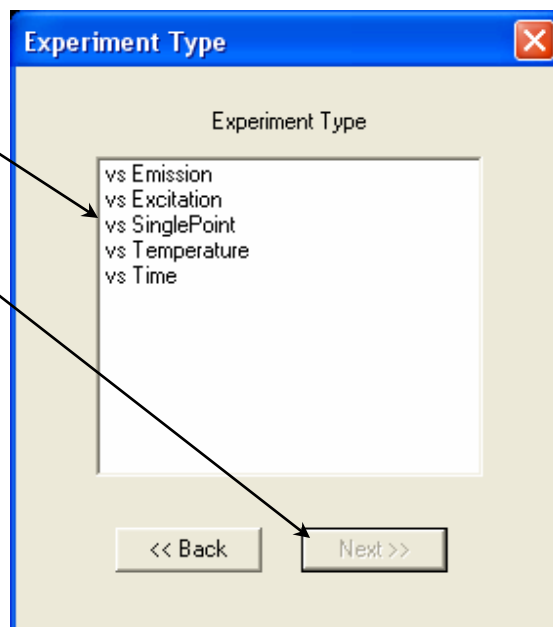 Experiment Type
Experiment Type
vs Emission
vs Excitation
vs SinglePoint
vs Temperature
vs Time
<< Back
Next >>